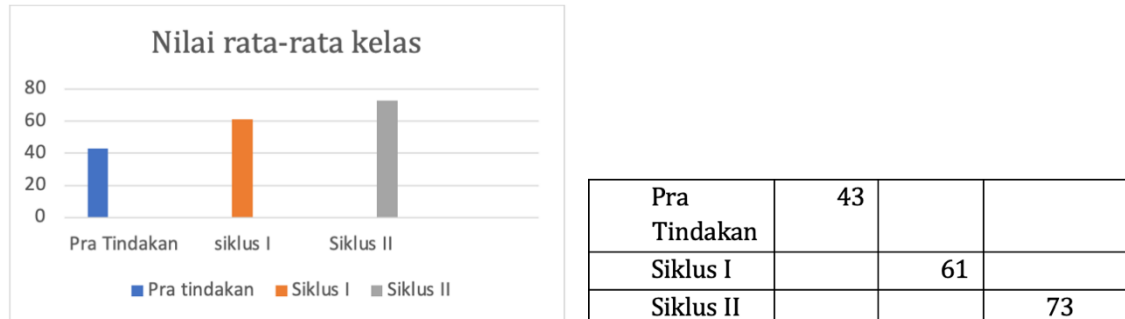 Nilai rata-rata kelas
80
60
40
20
0
Pra Tindakan siklus I Siklus II
Pra tindakan Siklus I Siklus II
Pra 43
Tindakan
Siklus I 61
Siklus II 73